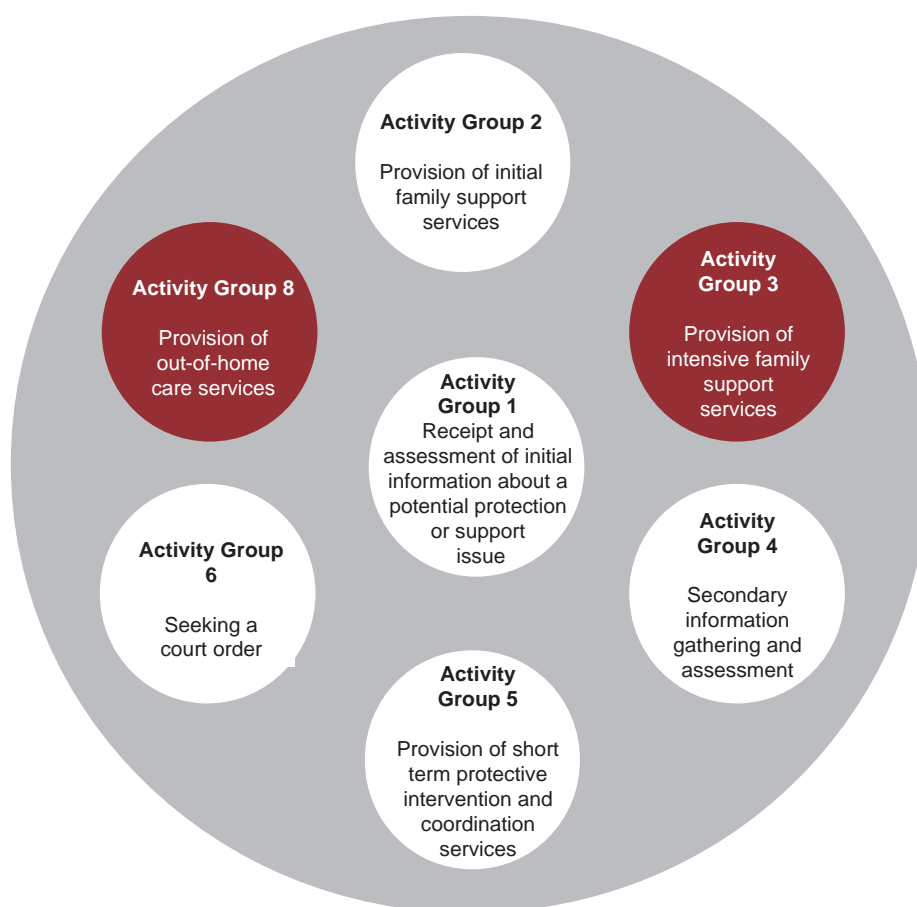 Activity Group 2
Provision of initial
family support
services
Activity Group 8
Provision of
out-of-home
care services
Activity
Group 3
Provision of
intensive family
support
services
Activity
Group 1
Receipt and
assessment of initial
information about a
potential protection
or support
issue
Activity Group
6
Seeking a
court order
Activity
Group 4
Secondary
information
gathering and
assessment
Activity
Group 5
Provision of short
term protective
intervention and
coordination
services